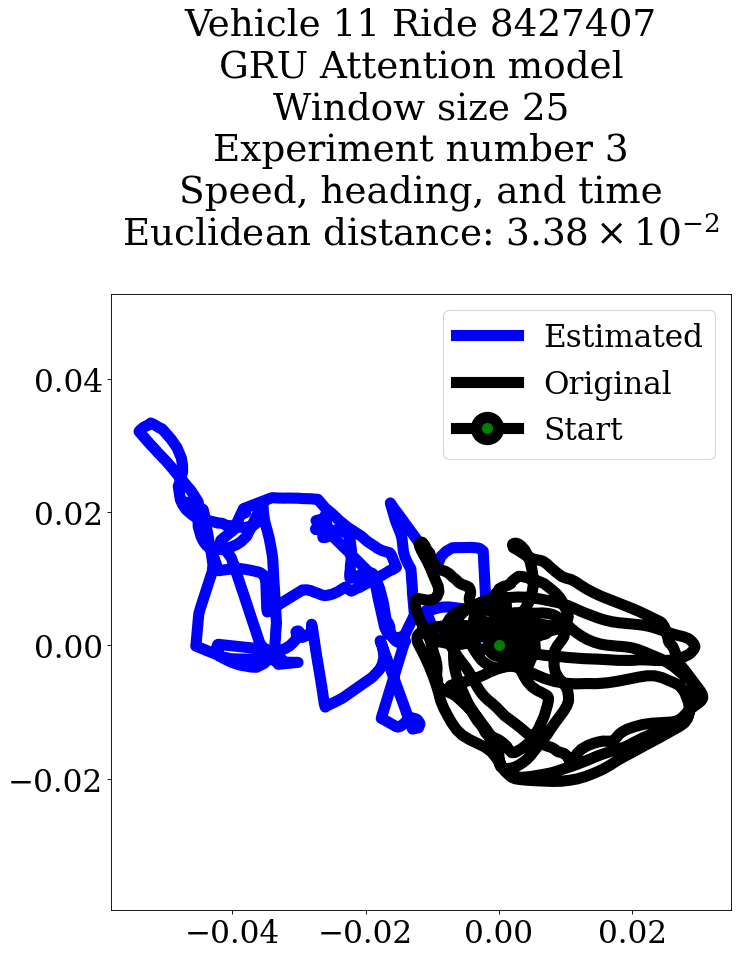 Vehicle 11 Ride 8427407
GRU Attention model
Window size 25
Experiment number 3
Speed, heading, and time
Euclidean distance: 3.38 × 10⁻²
Estimated
Original
Start
0.04
0.02
0.00
−0.02
−0.04 −0.02 0.00 0.02